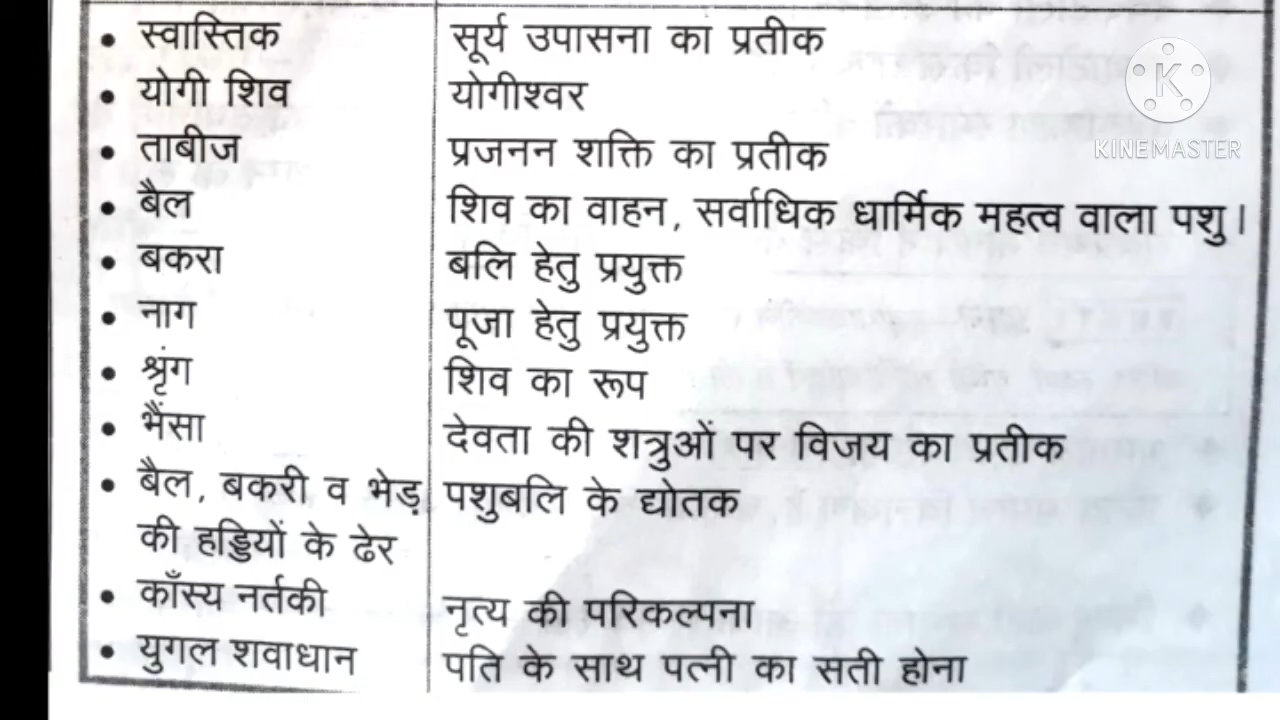 • स्वास्तिक सूर्य उपासना का प्रतीक
• योगी शिव योगीश्वर
• ताबीज प्रजनन शक्ति का प्रतीक
• बैल शिव का वाहन, सर्वाधिक धार्मिक महत्व वाला पशु।
• बकरा बलि हेतु प्रयुक्त
• नाग पूजा हेतु प्रयुक्त
• श्रृंग शिव का रूप
• भैंसा देवता की शत्रुओं पर विजय का प्रतीक
• बैल, बकरी व भेड़ पशुबलि के द्योतक
की हड्डियों के ढेर
• काँस्य नर्तकी नृत्य की परिकल्पना
• युगल शवाधान पति के साथ पत्नी का सती होना
K
KINEMASTER